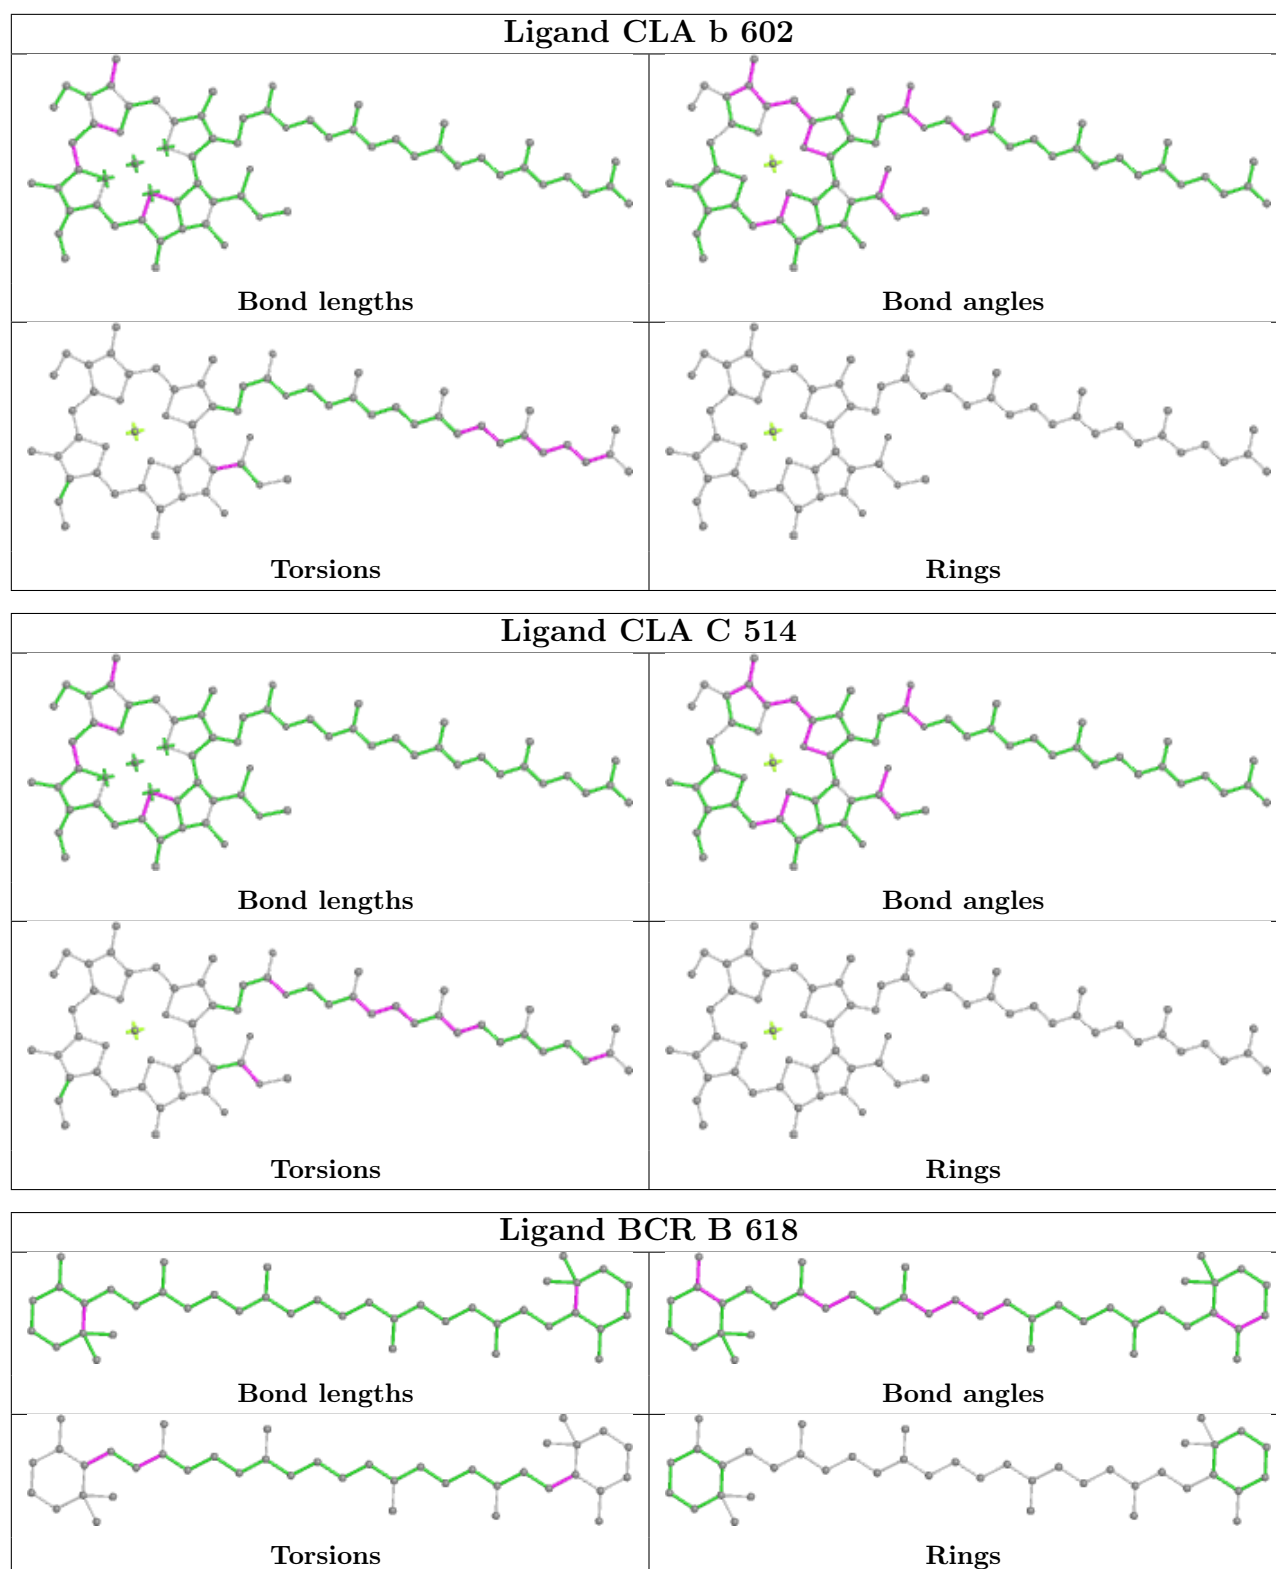 Ligand CLA b 602
Bond lengths Bond angles
Torsions Rings
Ligand CLA C 514
Bond lengths Bond angles
Torsions Rings
Ligand BCR B 618
Bond lengths Bond angles
Torsions Rings